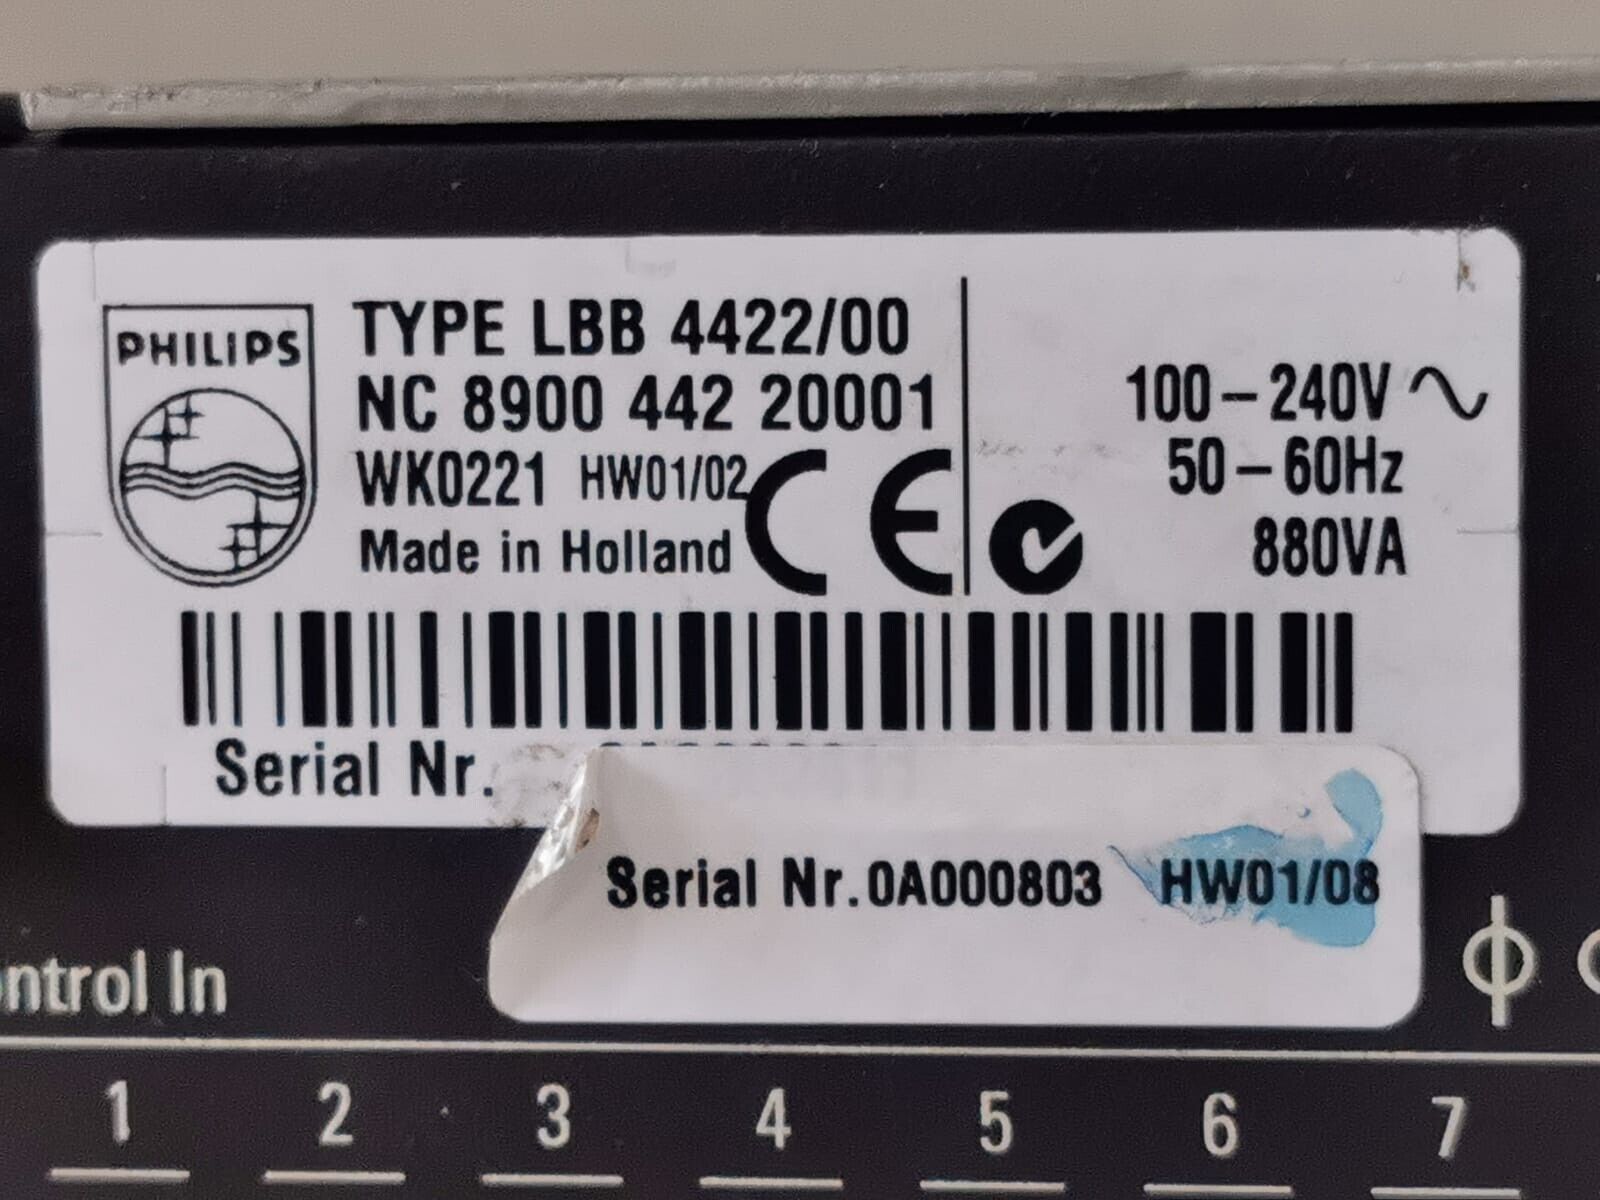 PHILIPS
TYPE LBB 4422/00
NC 8900 442 20001
WK0221 HW01/02
Made in Holland
CE
100-240V
50-60Hz
880VA
Serial Nr.
Serial Nr.0A000803 HW01/08
ntrol In
1 2 3 4 5 6 7